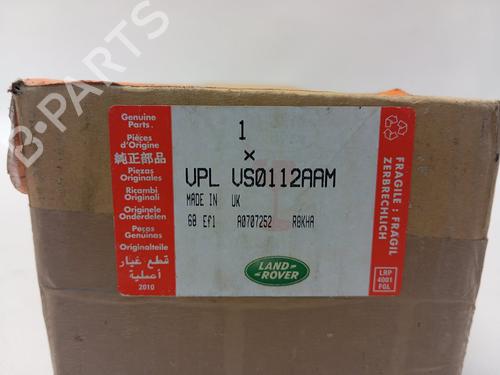 B-PARTS
Genuine
Parts.
Pièces
d'Origine
純正部品
Piezas
Originales
Ricambi
Originali
Originele
Onderdelen
Peças
Genuinas
Originalteile
قطع غيار
أصلية
2010
1
x
VPL VS0112AAM
MADE IN UK
68 Ef1 A0707252 R8KHA
LAND
ROVER
FRAGILE : FRAGIL
ZERBRECHLICH
LRP
4001
FGL